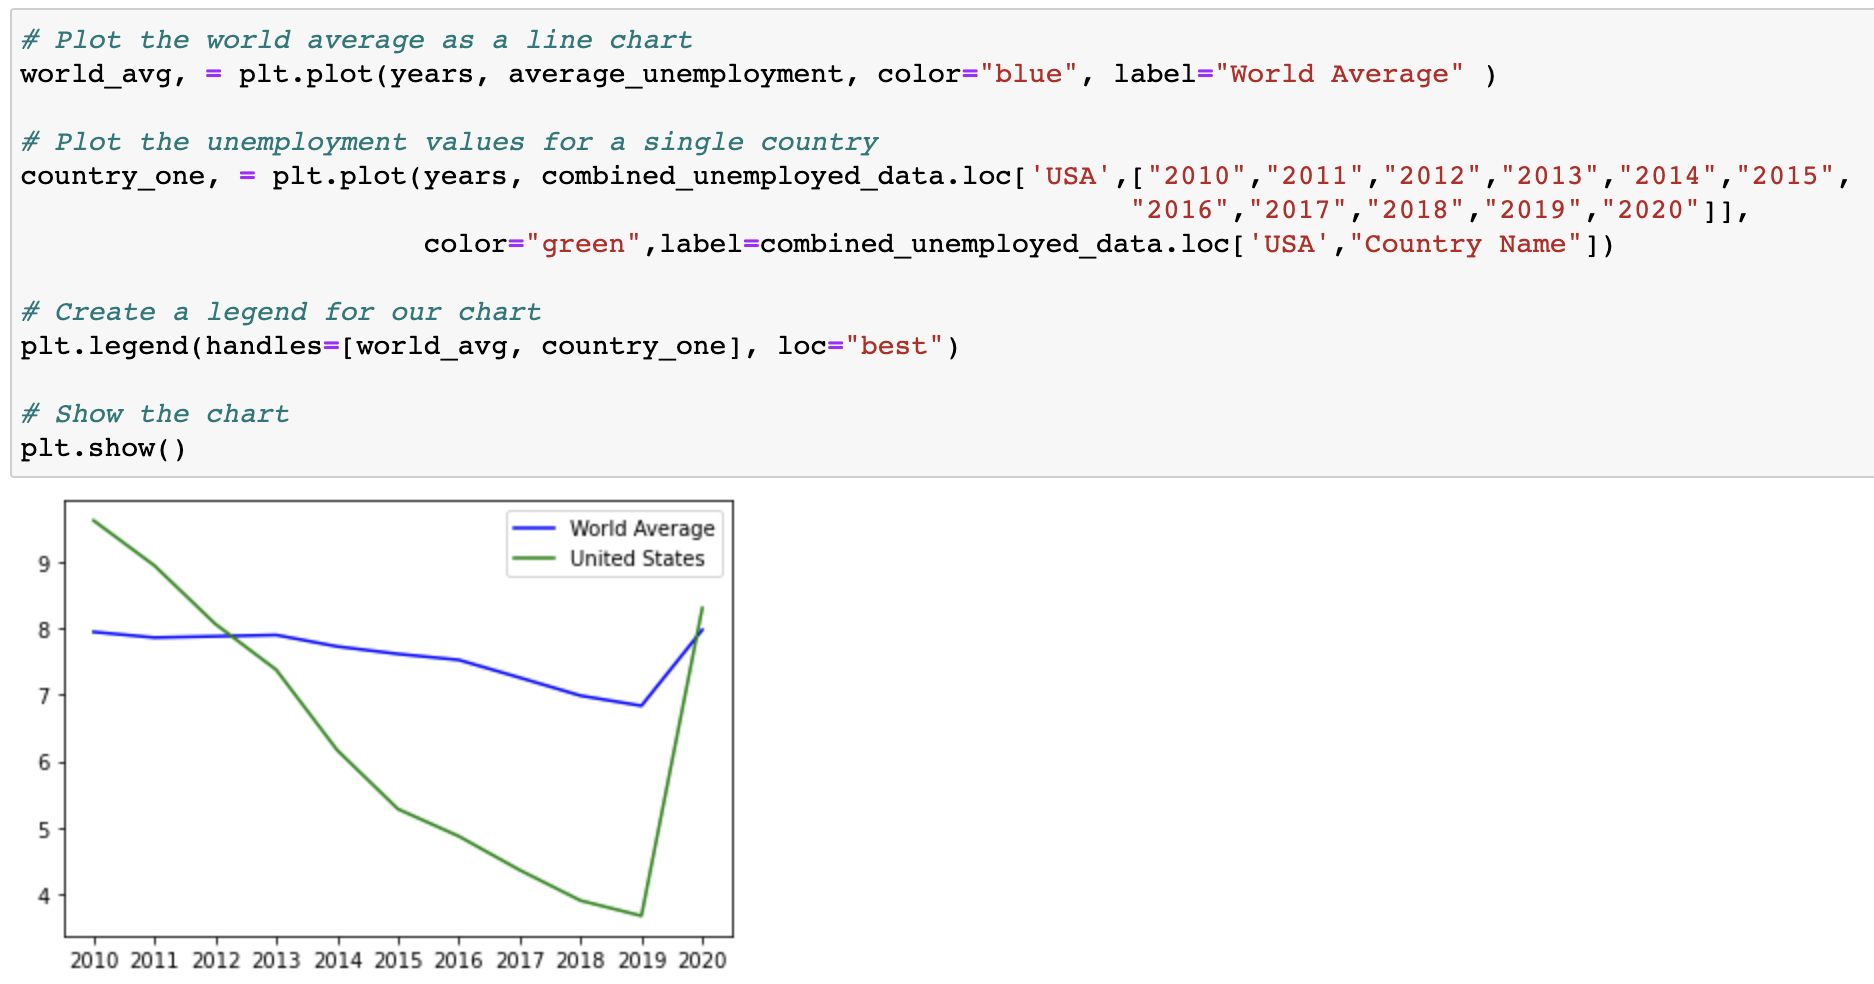 # Plot the world average as a line chart
world_avg, = plt.plot(years, average_unemployment, color="blue", label="World Average" )
# Plot the unemployment values for a single country
country_one, = plt.plot(years, combined_unemployed_data.loc['USA',["2010","2011","2012","2013","2014","2015",
"2016","2017","2018","2019","2020"]],
color="green",label=combined_unemployed_data.loc['USA',"Country Name"])
# Create a legend for our chart
plt.legend(handles=[world_avg, country_one], loc="best")
# Show the chart
plt.show()
World Average
United States
9
8
7
6
5
4
2010 2011 2012 2013 2014 2015 2016 2017 2018 2019 2020